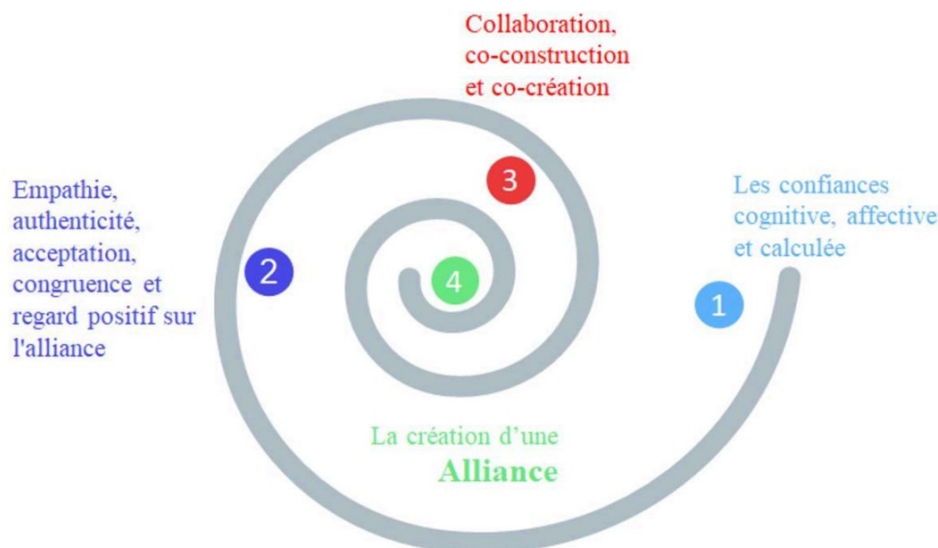 Collaboration,
co-construction
et co-création
3
Empathie,
authenticité,
acceptation,
congruence et
regard positif sur
l'alliance
2
Les confiances
cognitive, affective
et calculée
1
4
La création d’une
Alliance